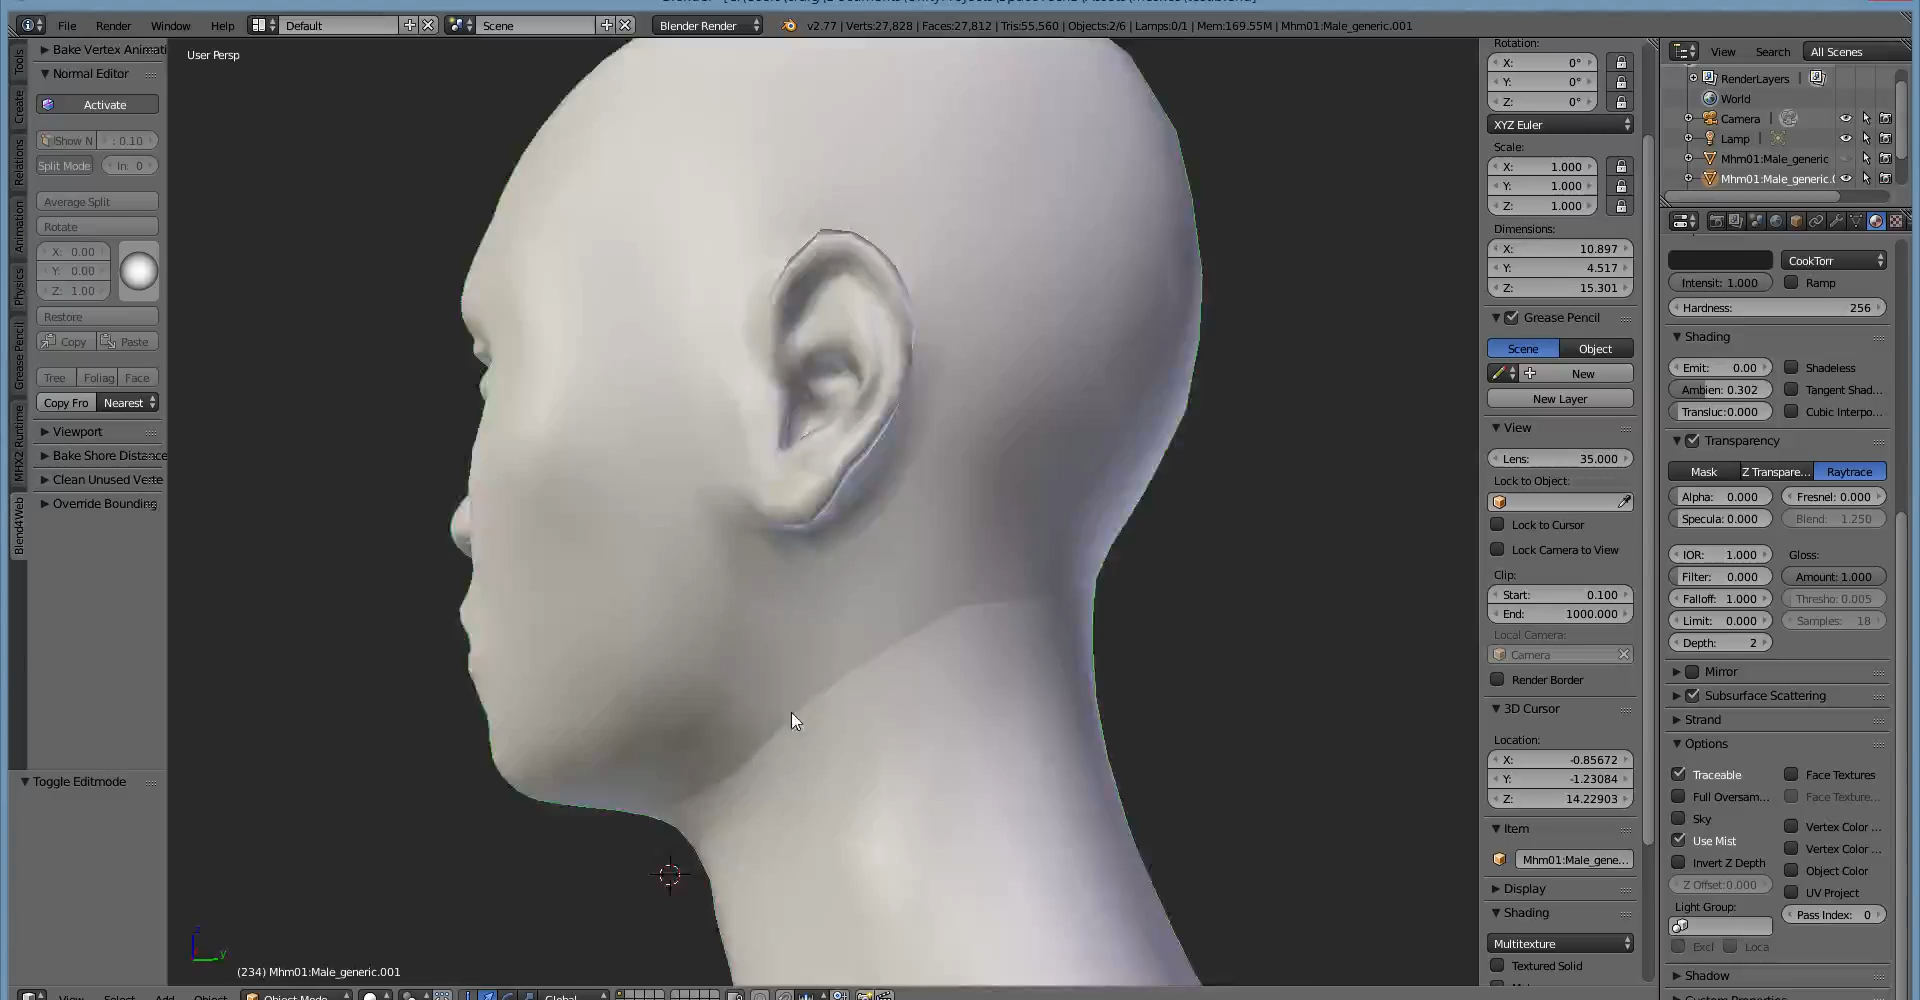 File Render Window Help Default Scene Blender Render v2.77 | Verts:27,828 | Faces:27,812 | Tris:55,560 | Objects:2/6 | Lamps:0/1 | Mem:169.55M | Mhm01:Male_generic.001
Tools
Create
Relations
Animation
Physics
Grease Pencil
MHX2 Runtime
Blend4Web
Bake Vertex Animati
Normal Editor
Activate
Show N : 0.10
Split Mode In: 0
Average Split
Rotate
X: 0.00
Y: 0.00
Z: 1.00
Restore
Copy Paste
Tree Foliag Face
Copy Fro Nearest
Viewport
Bake Shore Distance
Clean Unused Verte
Override Bounding
Toggle Editmode
User Persp
z
y
(234) Mhm01:Male_generic.001
View Select Add Object Object Mode Global
Rotation:
X: 0°
Y: 0°
Z: 0°
XYZ Euler
Scale:
X: 1.000
Y: 1.000
Z: 1.000
Dimensions:
X: 10.897
Y: 4.517
Z: 15.301
Grease Pencil
Scene Object
New
New Layer
View
Lens: 35.000
Lock to Object:
Lock to Cursor
Lock Camera to View
Clip:
Start: 0.100
End: 1000.000
Local Camera:
Camera
Render Border
3D Cursor
Location:
X: -0.85672
Y: -1.23084
Z: 14.22903
Item
Mhm01:Male_gene...
Display
Shading
Multitexture
Textured Solid
View Search All Scenes
RenderLayers
World
Camera
Lamp
Mhm01:Male_generic
Mhm01:Male_generic.0
CookTorr
Intensit: 1.000 Ramp
Hardness: 256
Shading
Emit: 0.00 Shadeless
Ambien: 0.302 Tangent Shad...
Transluc:0.000 Cubic Interpo...
Transparency
Mask Z Transpare... Raytrace
Alpha: 0.000 Fresnel: 0.000
Specula: 0.000 Blend: 1.250
IOR: 1.000 Gloss:
Filter: 0.000 Amount: 1.000
Falloff: 1.000 Thresho: 0.005
Limit: 0.000 Samples: 18
Depth: 2
Mirror
Subsurface Scattering
Strand
Options
Traceable Face Textures
Full Oversam... Face Texture...
Sky Vertex Color ...
Use Mist Vertex Color ...
Invert Z Depth Object Color
Z Offset:0.000 UV Project
Light Group: Pass Index: 0
Excl Loca
Shadow